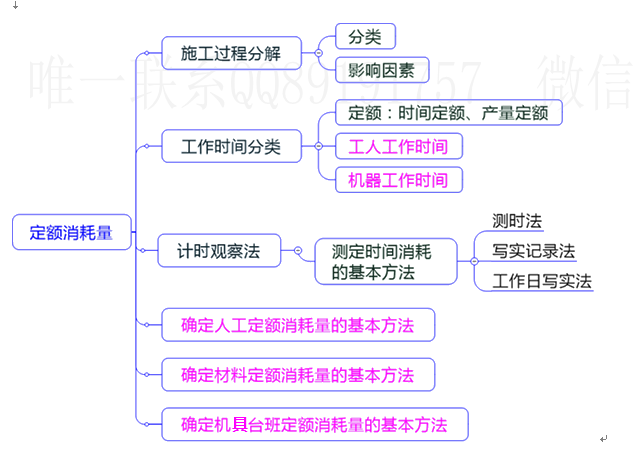 施工过程分解
分类
影响因素
唯一联系QQ89191757 微信
工作时间分类
定额：时间定额、产量定额
工人工作时间
机器工作时间
定额消耗量
计时观察法
测定时间消耗
的基本方法
测时法
写实记录法
工作日写实法
确定人工定额消耗量的基本方法
确定材料定额消耗量的基本方法
确定机具台班定额消耗量的基本方法